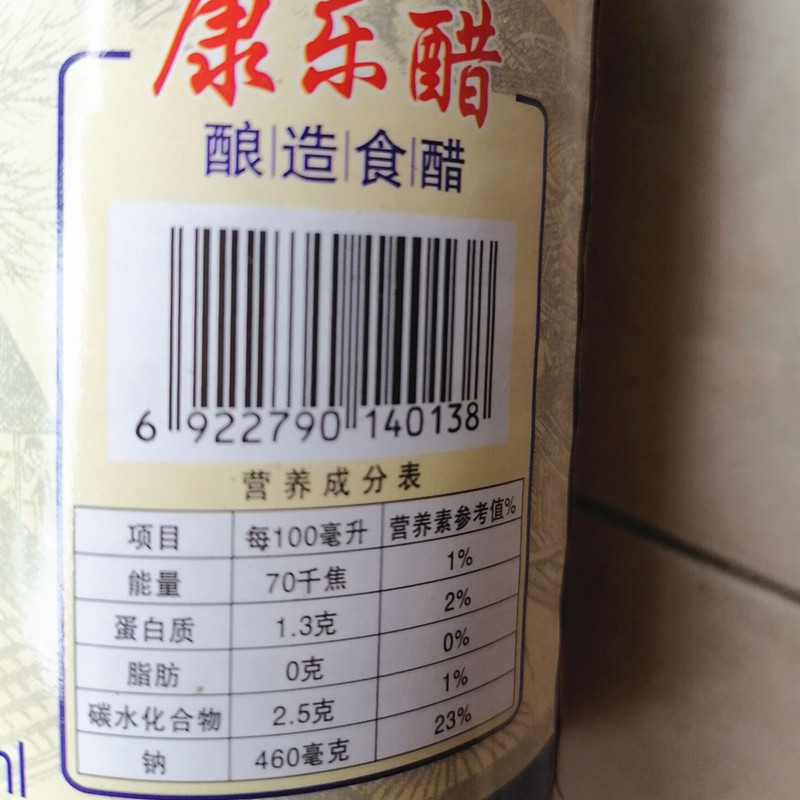 康乐醋
酿造食醋
6 922790 140138
营养成分表
项目 每100毫升 营养素参考值%
能量 70千焦 1%
蛋白质 1.3克 2%
脂肪 0克 0%
碳水化合物 2.5克 1%
钠 460毫克 23%
ml